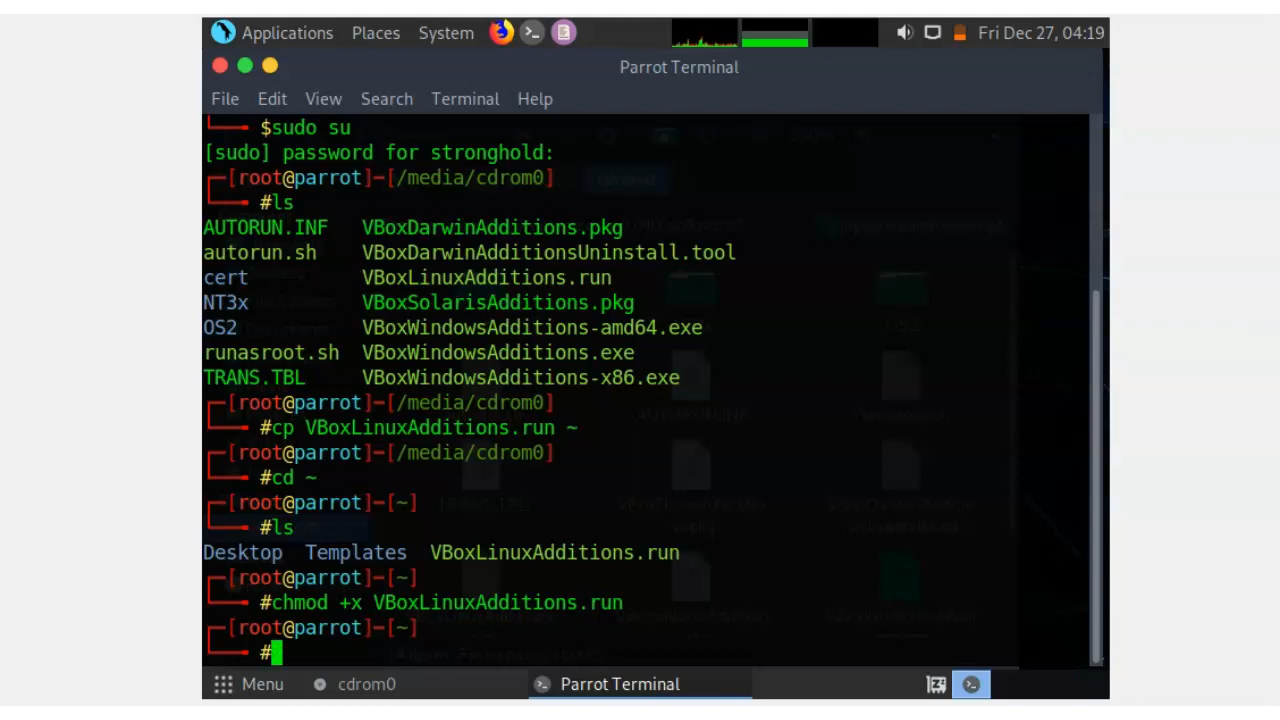 Applications Places System Fri Dec 27, 04:19
Parrot Terminal
File Edit View Search Terminal Help
$sudo su
[sudo] password for stronghold:
[root@parrot]-[/media/cdrom0]
#ls
AUTORUN.INF VBoxDarwinAdditions.pkg
autorun.sh VBoxDarwinAdditionsUninstall.tool
cert VBoxLinuxAdditions.run
NT3x VBoxSolarisAdditions.pkg
OS2 VBoxWindowsAdditions-amd64.exe
runasroot.sh VBoxWindowsAdditions.exe
TRANS.TBL VBoxWindowsAdditions-x86.exe
[root@parrot]-[/media/cdrom0]
#cp VBoxLinuxAdditions.run ~
[root@parrot]-[/media/cdrom0]
#cd ~
[root@parrot]-[~]
#ls
Desktop Templates VBoxLinuxAdditions.run
[root@parrot]-[~]
#chmod +x VBoxLinuxAdditions.run
[root@parrot]-[~]
#
Menu cdrom0 Parrot Terminal